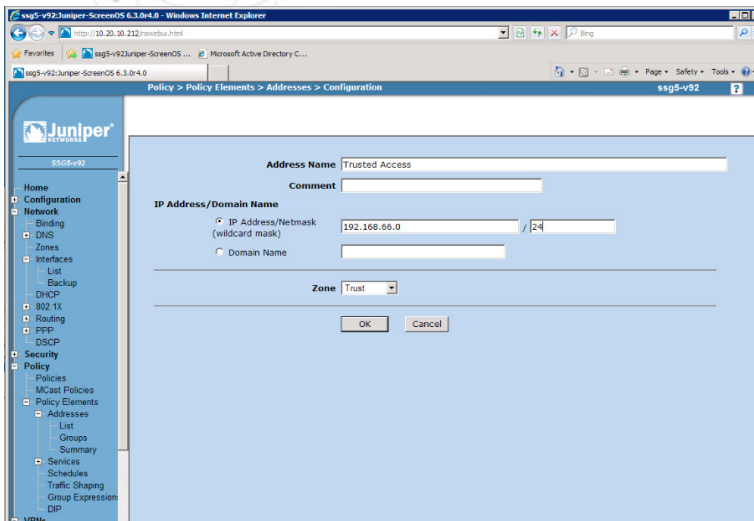 ssg5-v92:Juniper-ScreenOS 6.3.0r4.0 - Windows Internet Explorer
http://10.20.10.212/nswebui.html
Bing
Favorites ssg5-v92:Juniper-ScreenOS ... Microsoft Active Directory C...
ssg5-v92:Juniper-ScreenOS 6.3.0r4.0
Page Safety Tools
Policy > Policy Elements > Addresses > Configuration ssg5-v92 ?
Juniper
NETWORKS
SSG5-v92
Home
Configuration
Network
Binding
DNS
Zones
Interfaces
List
Backup
DHCP
802.1X
Routing
PPP
DSCP
Security
Policy
Policies
MCast Policies
Policy Elements
Addresses
List
Groups
Summary
Services
Schedules
Traffic Shaping
Group Expressions
DIP
VPNs
Address Name Trusted Access
Comment
IP Address/Domain Name
IP Address/Netmask 192.168.66.0 / 24
(wildcard mask)
Domain Name
Zone Trust
OK Cancel